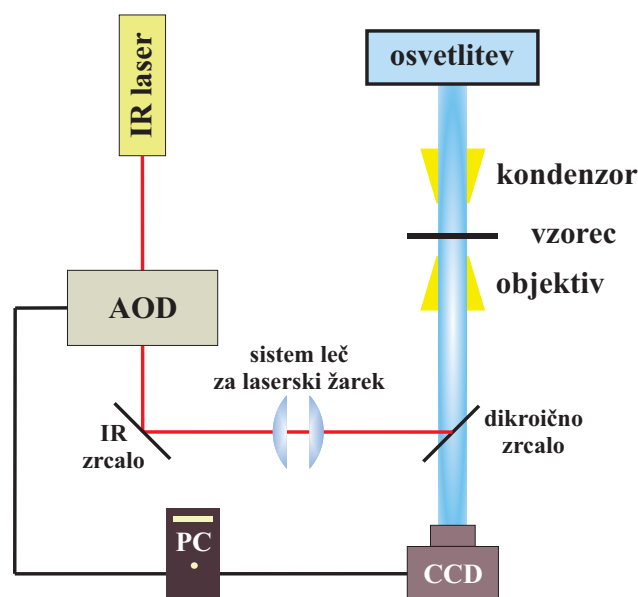 IR laser
osvetlitev
kondenzor
vzorec
objektiv
AOD
sistem leč
za laserski žarek
IR
zrcalo
dikroično
zrcalo
PC
CCD